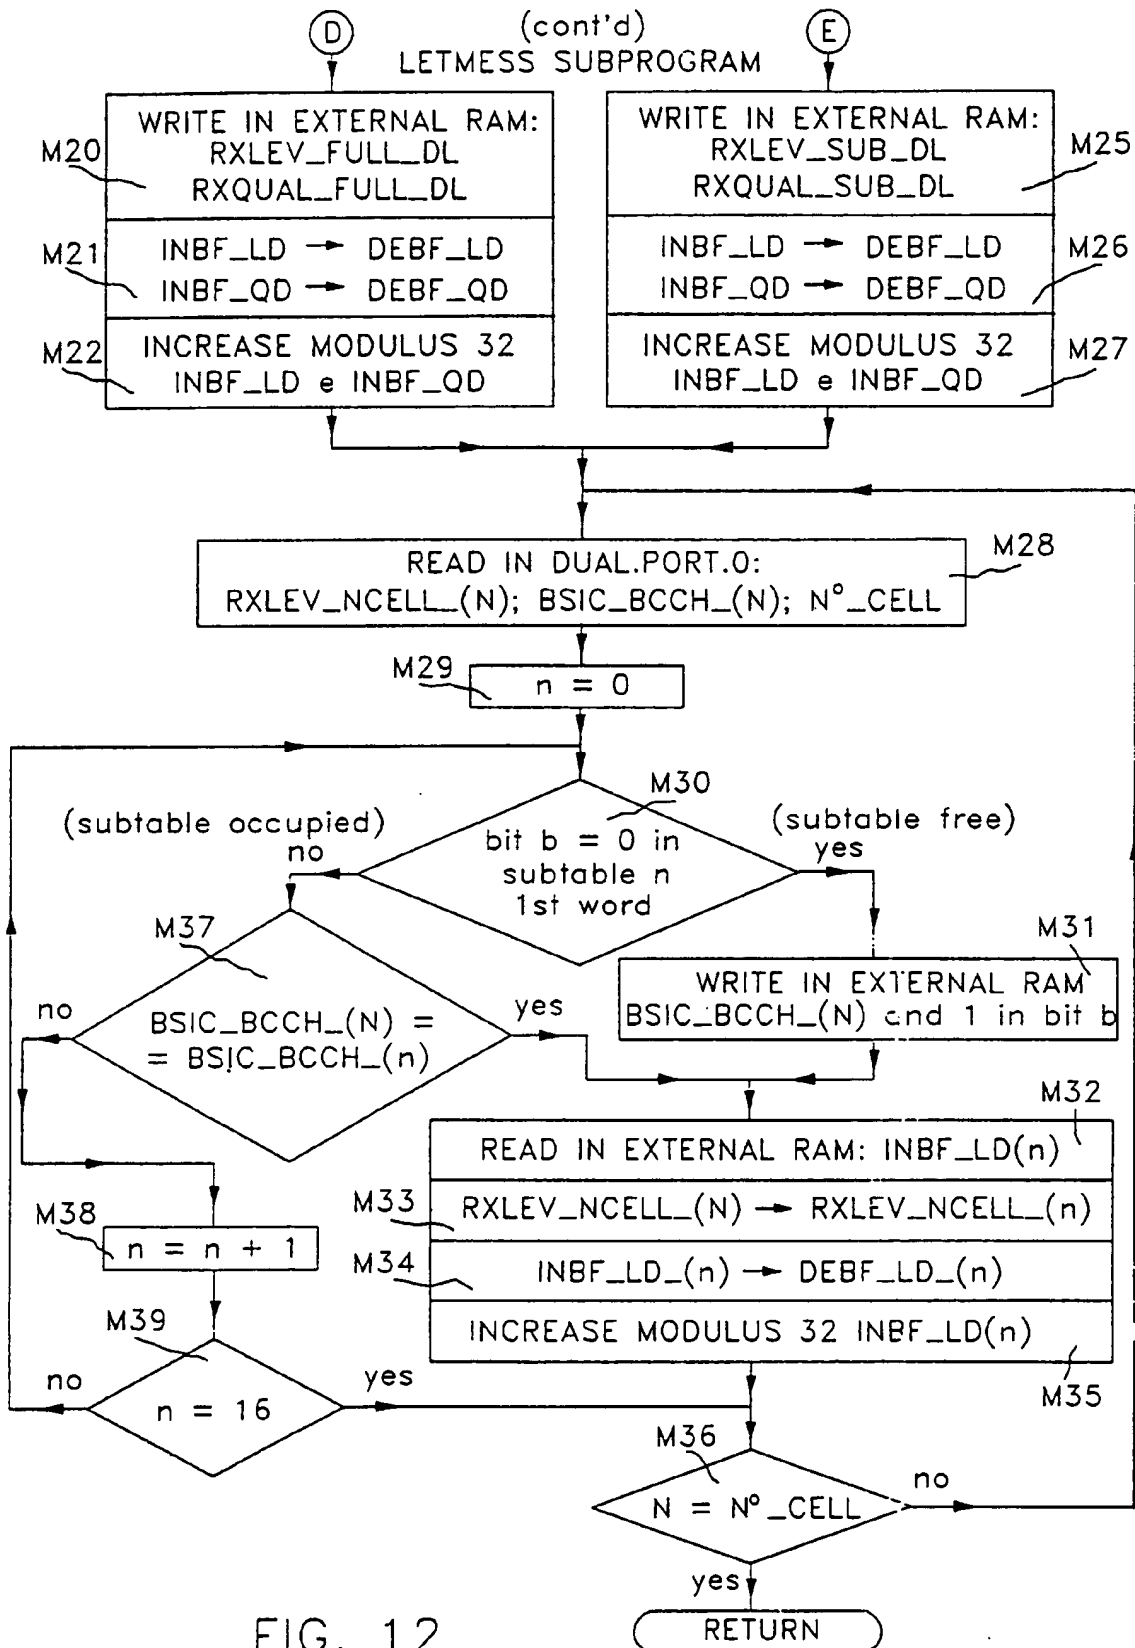 D
(cont'd)
E
LETMESS SUBPROGRAM
WRITE IN EXTERNAL RAM:
RXLEV_FULL_DL
RXQUAL_FULL_DL
M20
WRITE IN EXTERNAL RAM:
RXLEV_SUB_DL
RXQUAL_SUB_DL
M25
M21
INBF_LD → DEBF_LD
INBF_QD → DEBF_QD
INBF_LD → DEBF_LD
INBF_QD → DEBF_QD
M26
M22
INCREASE MODULUS 32
INBF_LD e INBF_QD
INCREASE MODULUS 32
INBF_LD e INBF_QD
M27
READ IN DUAL.PORT.0:
RXLEV_NCELL_(N); BSIC_BCCH_(N); N°_CELL
M28
M29
n = 0
M30
(subtable occupied)
no
bit b = 0 in
subtable n
1st word
(subtable free)
yes
M37
no
BSIC_BCCH_(N) =
= BSIC_BCCH_(n)
yes
M31
WRITE IN EXTERNAL RAM
BSIC_BCCH_(N) and 1 in bit b
M32
READ IN EXTERNAL RAM: INBF_LD(n)
M33
RXLEV_NCELL_(N) → RXLEV_NCELL_(n)
M34
INBF_LD_(n) → DEBF_LD_(n)
INCREASE MODULUS 32 INBF_LD(n)
M35
M38
n = n + 1
M39
no
n = 16
yes
M36
N = N°_CELL
no
yes
RETURN
FIG. 12